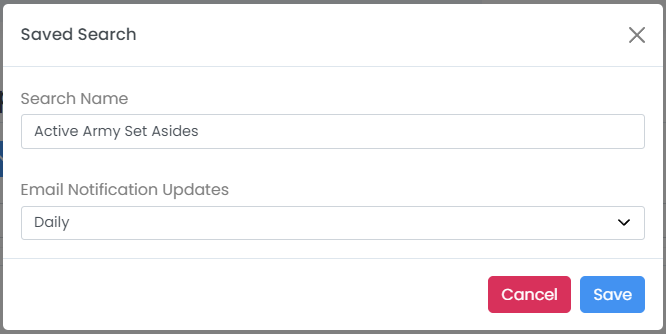 Saved Search
Search Name
Active Army Set Asides
Email Notification Updates
Daily
Cancel Save